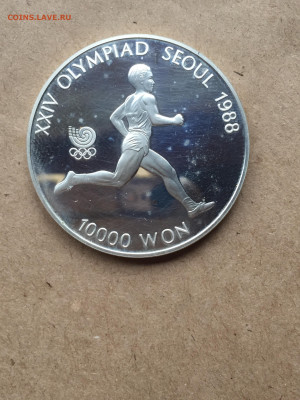 COINS.LAVE.RU
XXIV OLYMPIAD SEOUL 1988
10000 WON